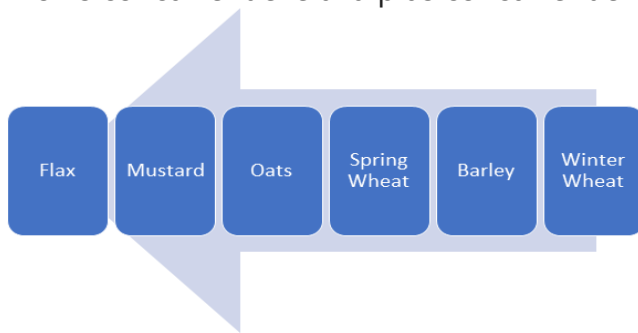 Flax
Mustard
Oats
Spring
Wheat
Barley
Winter
Wheat